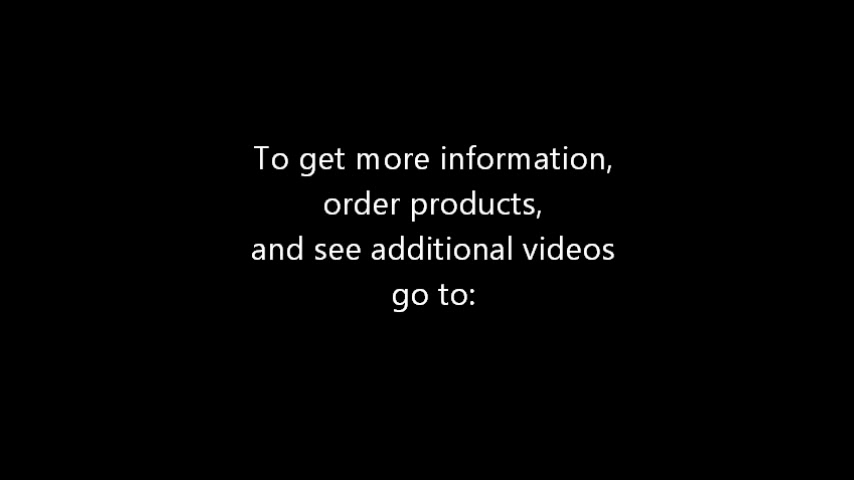 To get more information,
order products,
and see additional videos
go to: